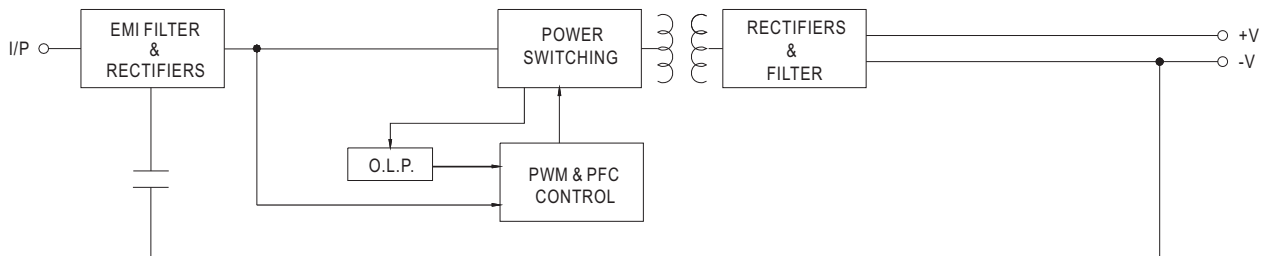 I/P
EMI FILTER
&
RECTIFIERS
POWER
SWITCHING
RECTIFIERS
&
FILTER
+V
-V
O.L.P.
PWM & PFC
CONTROL